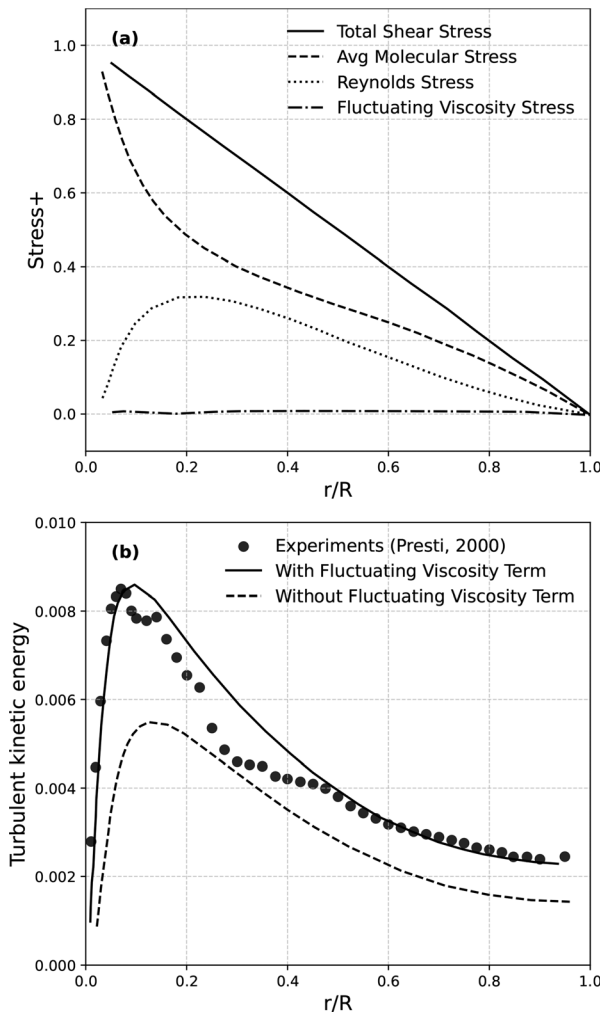 (a)
Total Shear Stress
Avg Molecular Stress
Reynolds Stress
Fluctuating Viscosity Stress
Stress+
1.0
0.8
0.6
0.4
0.2
0.0
0.0 0.2 0.4 0.6 0.8 1.0
r/R
(b)
Experiments (Presti, 2000)
With Fluctuating Viscosity Term
Without Fluctuating Viscosity Term
Turbulent kinetic energy
0.010
0.008
0.006
0.004
0.002
0.000
0.0 0.2 0.4 0.6 0.8 1.0
r/R